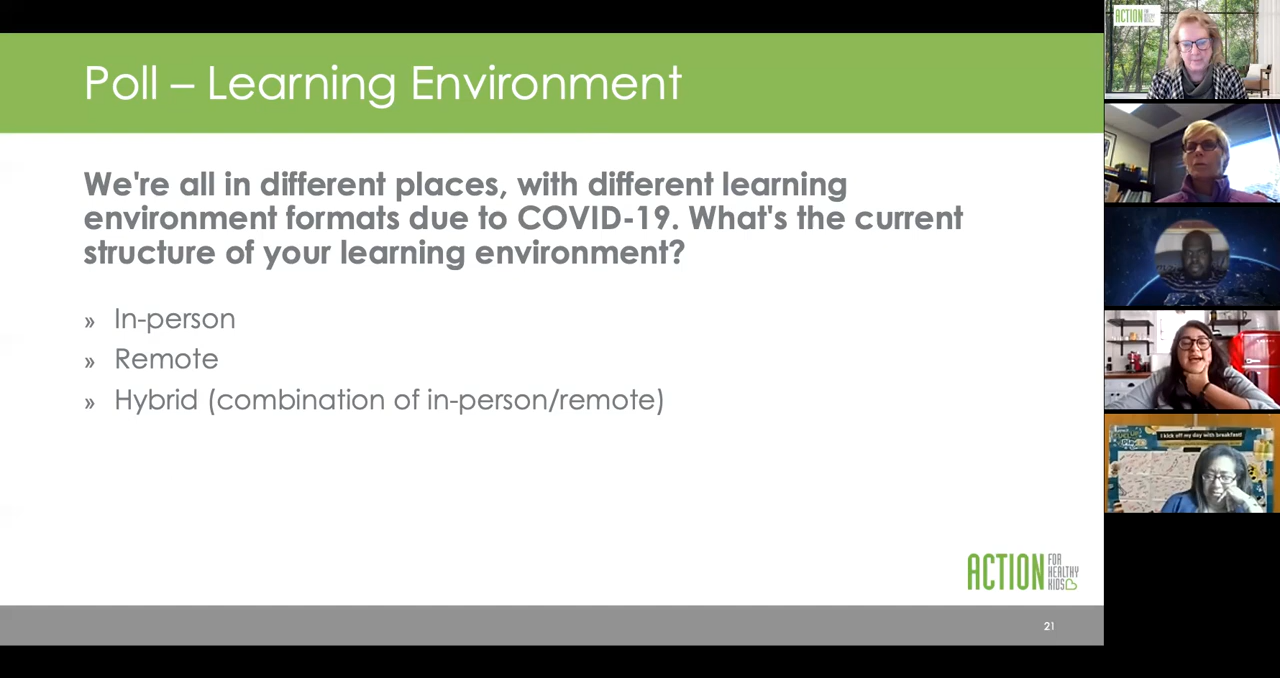 Poll – Learning Environment
We're all in different places, with different learning
environment formats due to COVID-19. What's the current
structure of your learning environment?
» In-person
» Remote
» Hybrid (combination of in-person/remote)
ACTION
FOR
HEALTHY
KIDS
21
ACTION
I kick off my day with breakfast!